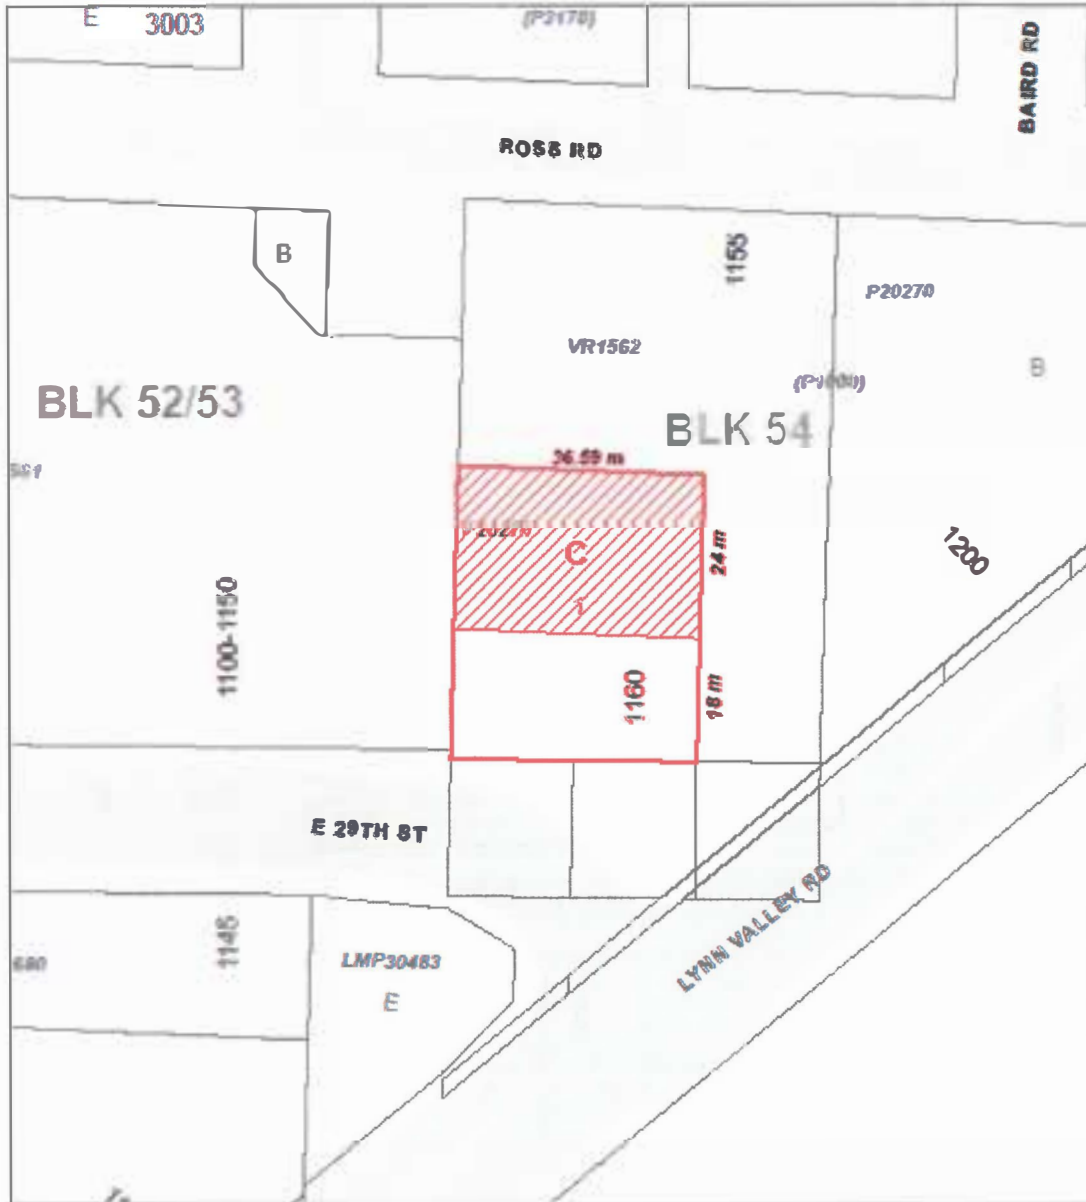 E
3003
(P2170)
BAIRD RD
ROSS RD
B
1155
P20270
VR1562
B
BLK 52/53
BLK 54
36.59 m
C
24 m
1200
1100-1150
1160
18 m
E 29TH ST
LYNN VALLEY RD
1145
680
LMP30483
E